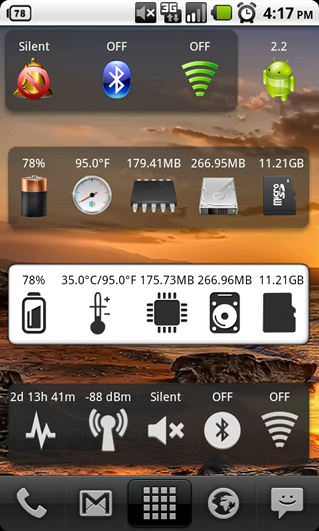 78 3G 4:17 PM
Silent OFF OFF 2.2
78% 95.0°F 179.41MB 266.95MB 11.21GB
78% 35.0°C/95.0°F 175.73MB 266.96MB 11.21GB
2d 13h 41m -88 dBm Silent OFF OFF